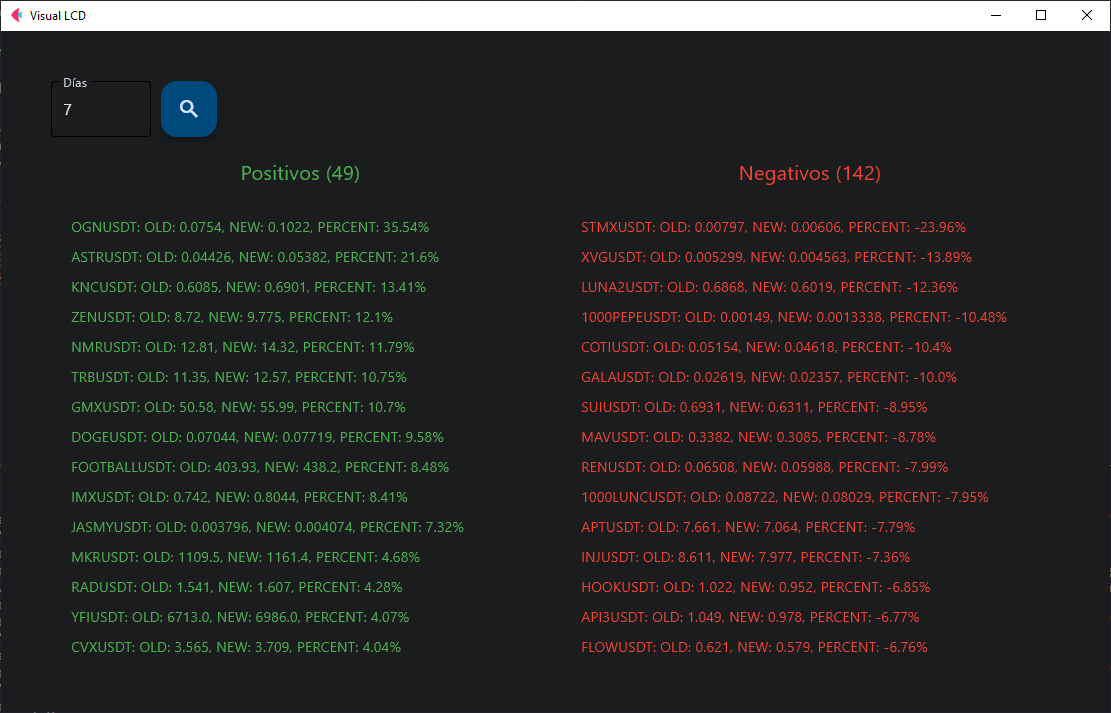 Visual LCD
Días
7
Positivos (49)
OGNUSDT: OLD: 0.0754, NEW: 0.1022, PERCENT: 35.54%
ASTRUSDT: OLD: 0.04426, NEW: 0.05382, PERCENT: 21.6%
KNCUSDT: OLD: 0.6085, NEW: 0.6901, PERCENT: 13.41%
ZENUSDT: OLD: 8.72, NEW: 9.775, PERCENT: 12.1%
NMRUSDT: OLD: 12.81, NEW: 14.32, PERCENT: 11.79%
TRBUSDT: OLD: 11.35, NEW: 12.57, PERCENT: 10.75%
GMXUSDT: OLD: 50.58, NEW: 55.99, PERCENT: 10.7%
DOGEUSDT: OLD: 0.07044, NEW: 0.07719, PERCENT: 9.58%
FOOTBALLUSDT: OLD: 403.93, NEW: 438.2, PERCENT: 8.48%
IMXUSDT: OLD: 0.742, NEW: 0.8044, PERCENT: 8.41%
JASMYUSDT: OLD: 0.003796, NEW: 0.004074, PERCENT: 7.32%
MKRUSDT: OLD: 1109.5, NEW: 1161.4, PERCENT: 4.68%
RADUSDT: OLD: 1.541, NEW: 1.607, PERCENT: 4.28%
YFIUSDT: OLD: 6713.0, NEW: 6986.0, PERCENT: 4.07%
CVXUSDT: OLD: 3.565, NEW: 3.709, PERCENT: 4.04%
Negativos (142)
STMXUSDT: OLD: 0.00797, NEW: 0.00606, PERCENT: -23.96%
XVGUSDT: OLD: 0.005299, NEW: 0.004563, PERCENT: -13.89%
LUNA2USDT: OLD: 0.6868, NEW: 0.6019, PERCENT: -12.36%
1000PEPEUSDT: OLD: 0.00149, NEW: 0.0013338, PERCENT: -10.48%
COTIUSDT: OLD: 0.05154, NEW: 0.04618, PERCENT: -10.4%
GALAUSDT: OLD: 0.02619, NEW: 0.02357, PERCENT: -10.0%
SUIUSDT: OLD: 0.6931, NEW: 0.6311, PERCENT: -8.95%
MAVUSDT: OLD: 0.3382, NEW: 0.3085, PERCENT: -8.78%
RENUSDT: OLD: 0.06508, NEW: 0.05988, PERCENT: -7.99%
1000LUNCUSDT: OLD: 0.08722, NEW: 0.08029, PERCENT: -7.95%
APTUSDT: OLD: 7.661, NEW: 7.064, PERCENT: -7.79%
INJUSDT: OLD: 8.611, NEW: 7.977, PERCENT: -7.36%
HOOKUSDT: OLD: 1.022, NEW: 0.952, PERCENT: -6.85%
API3USDT: OLD: 1.049, NEW: 0.978, PERCENT: -6.77%
FLOWUSDT: OLD: 0.621, NEW: 0.579, PERCENT: -6.76%